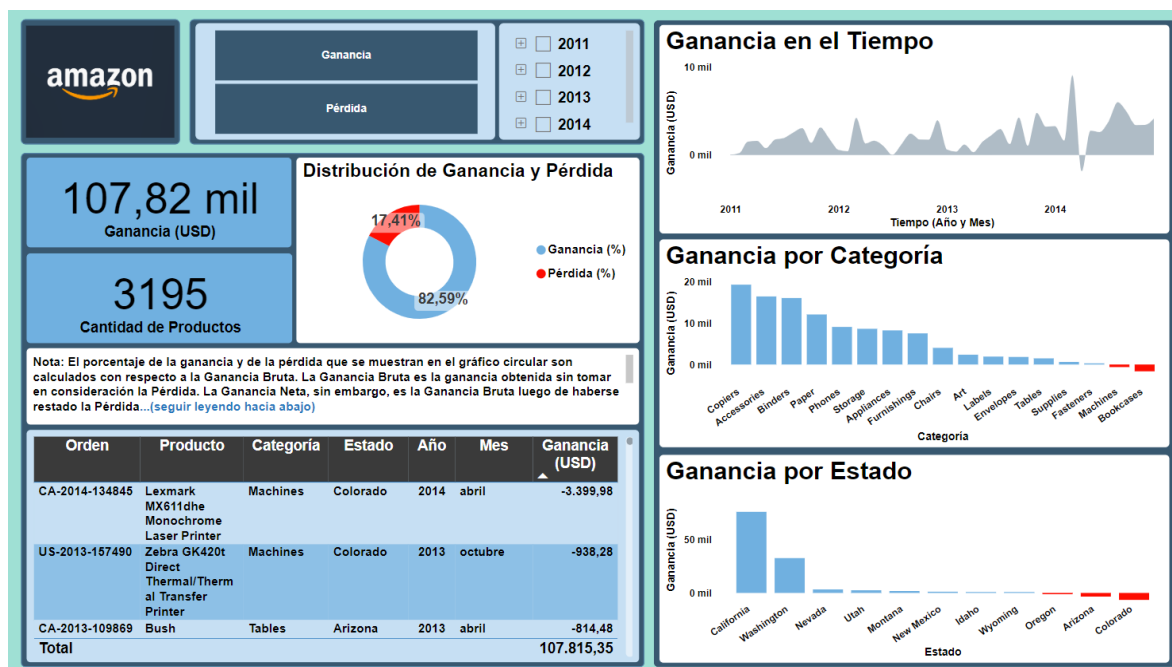 amazon
Ganancia
Pérdida
2011
2012
2013
2014
107,82 mil
Ganancia (USD)
3195
Cantidad de Productos
Distribución de Ganancia y Pérdida
17,41%
82,59%
Ganancia (%)
Pérdida (%)
Nota: El porcentaje de la ganancia y de la pérdida que se muestran en el gráfico circular son
calculados con respecto a la Ganancia Bruta. La Ganancia Bruta es la ganancia obtenida sin tomar
en consideración la Pérdida. La Ganancia Neta, sin embargo, es la Ganancia Bruta luego de haberse
restado la Pérdida...(seguir leyendo hacia abajo)
Orden Producto Categoría Estado Año Mes Ganancia
(USD)
CA-2014-134845 Lexmark Machines Colorado 2014 abril -3.399,98
MX611dhe
Monochrome
Laser Printer
US-2013-157490 Zebra GK420t Machines Colorado 2013 octubre -938,28
Direct
Thermal/Therm
al Transfer
Printer
CA-2013-109869 Bush Tables Arizona 2013 abril -814,48
Total 107.815,35
Ganancia en el Tiempo
Ganancia (USD)
10 mil
0 mil
2011 2012 2013 2014
Tiempo (Año y Mes)
Ganancia por Categoría
Ganancia (USD)
20 mil
10 mil
0 mil
Copiers
Accessories
Binders
Paper
Phones
Storage
Appliances
Furnishings
Chairs
Art
Labels
Envelopes
Tables
Supplies
Fasteners
Machines
Bookcases
Categoría
Ganancia por Estado
Ganancia (USD)
50 mil
0 mil
California
Washington
Nevada
Utah
Montana
New Mexico
Idaho
Wyoming
Oregon
Arizona
Colorado
Estado